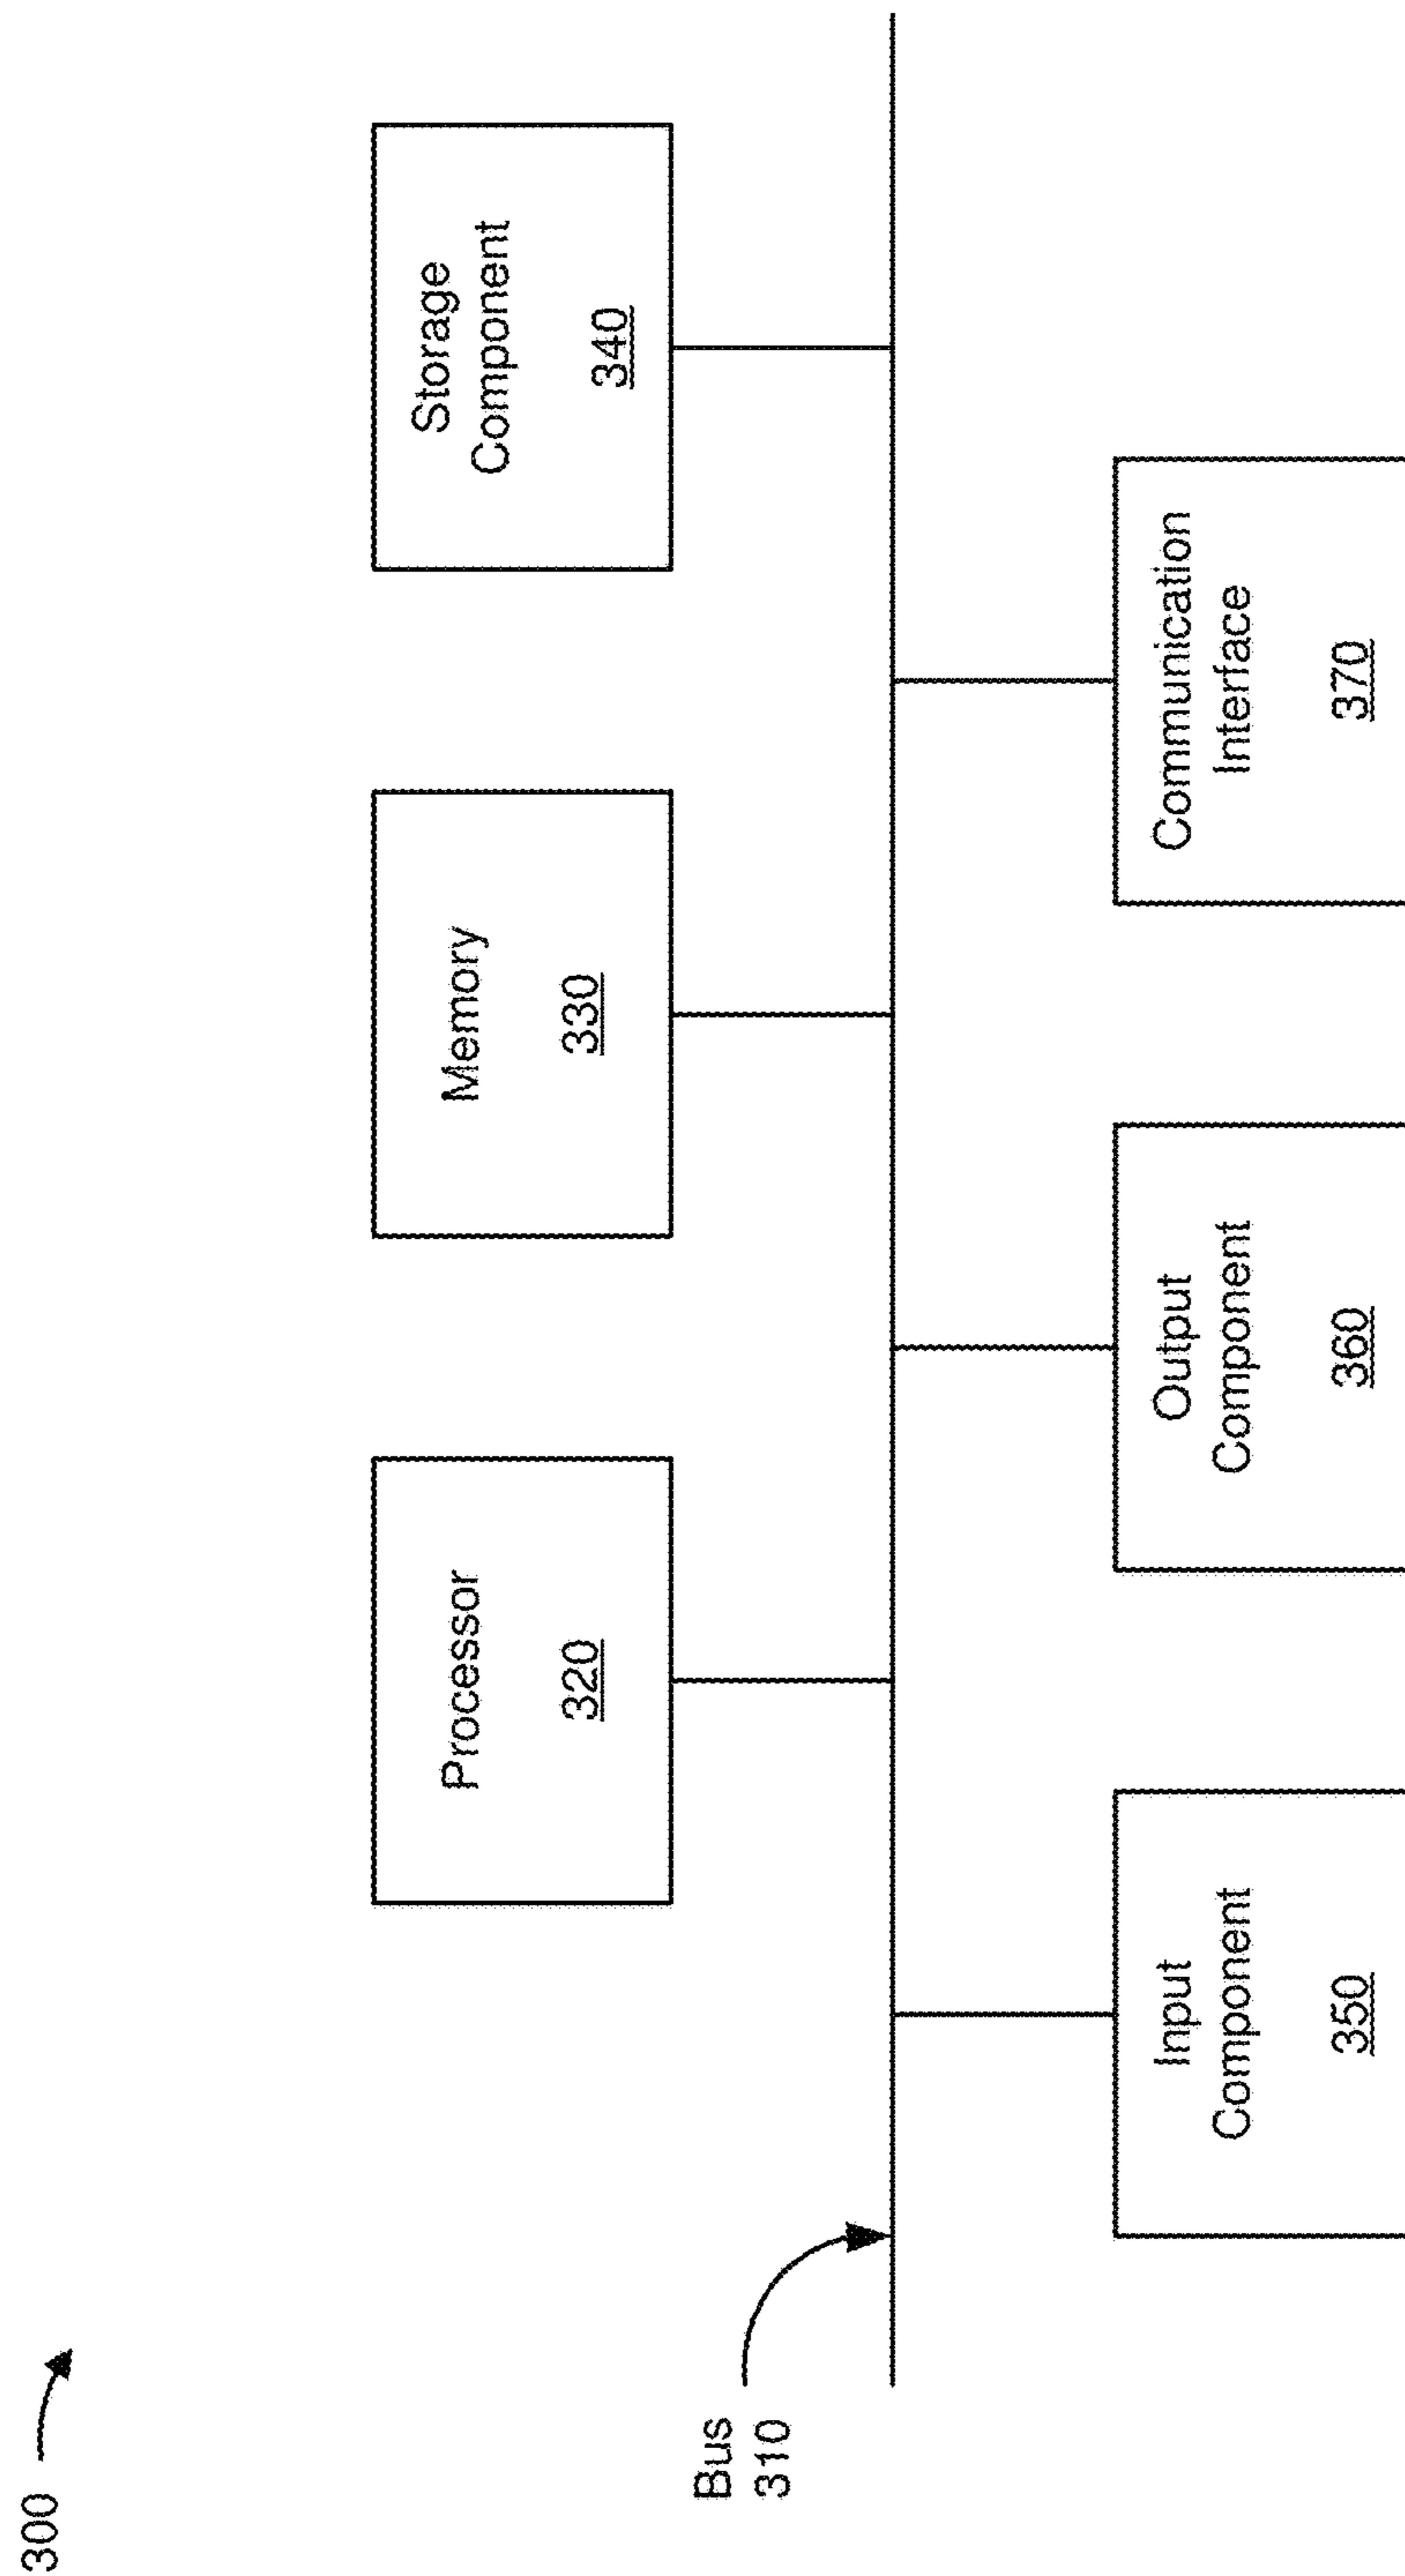 300
Processor
320
Memory
330
Storage
Component
340
Bus
310
Input
Component
350
Output
Component
360
Communication
Interface
370